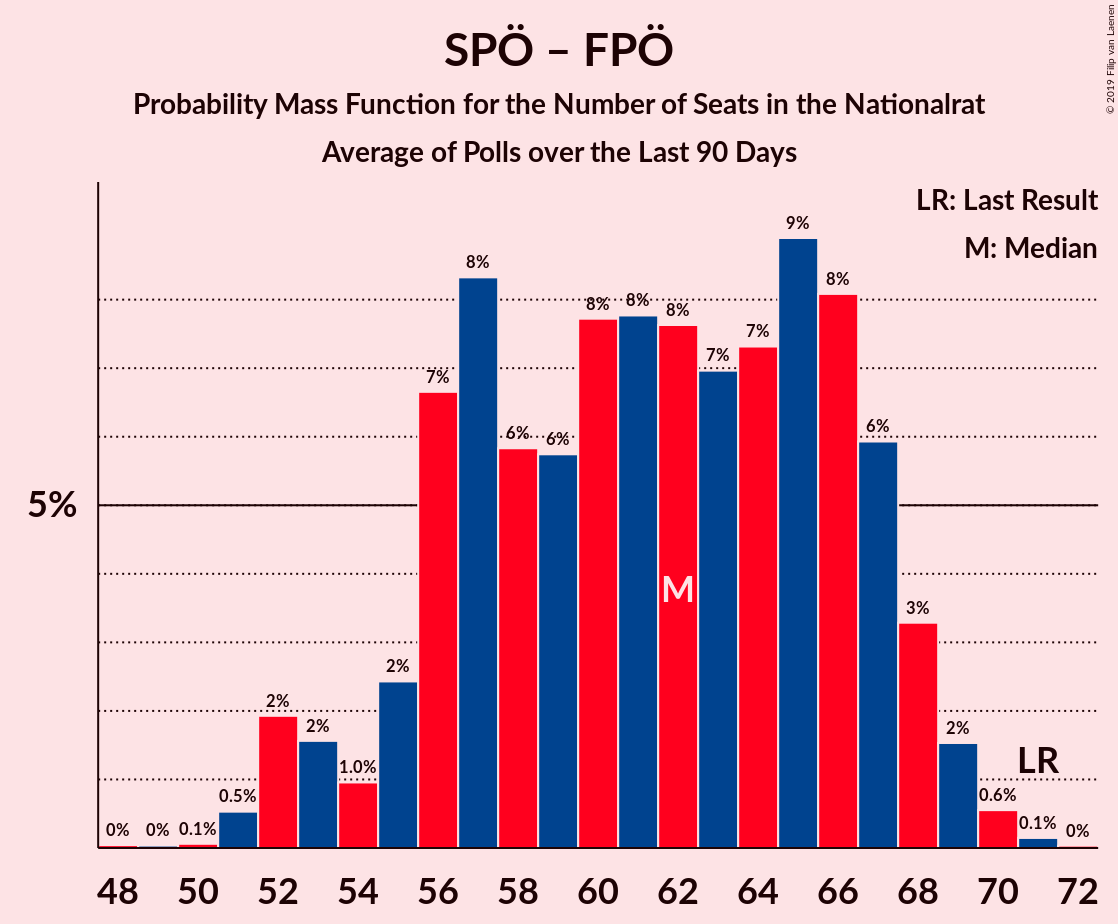 SPÖ – FPÖ
Probability Mass Function for the Number of Seats in the Nationalrat
Average of Polls over the Last 90 Days
© 2019 Filip van Laenen
LR: Last Result
M: Median
5%
0% 0% 0.1% 0.5% 2% 2% 1.0% 2% 7% 8% 6% 6% 8% 8% 8% 7% 7% 9% 8% 6% 3% 2% 0.6% 0.1% 0%
M
LR
48 50 52 54 56 58 60 62 64 66 68 70 72